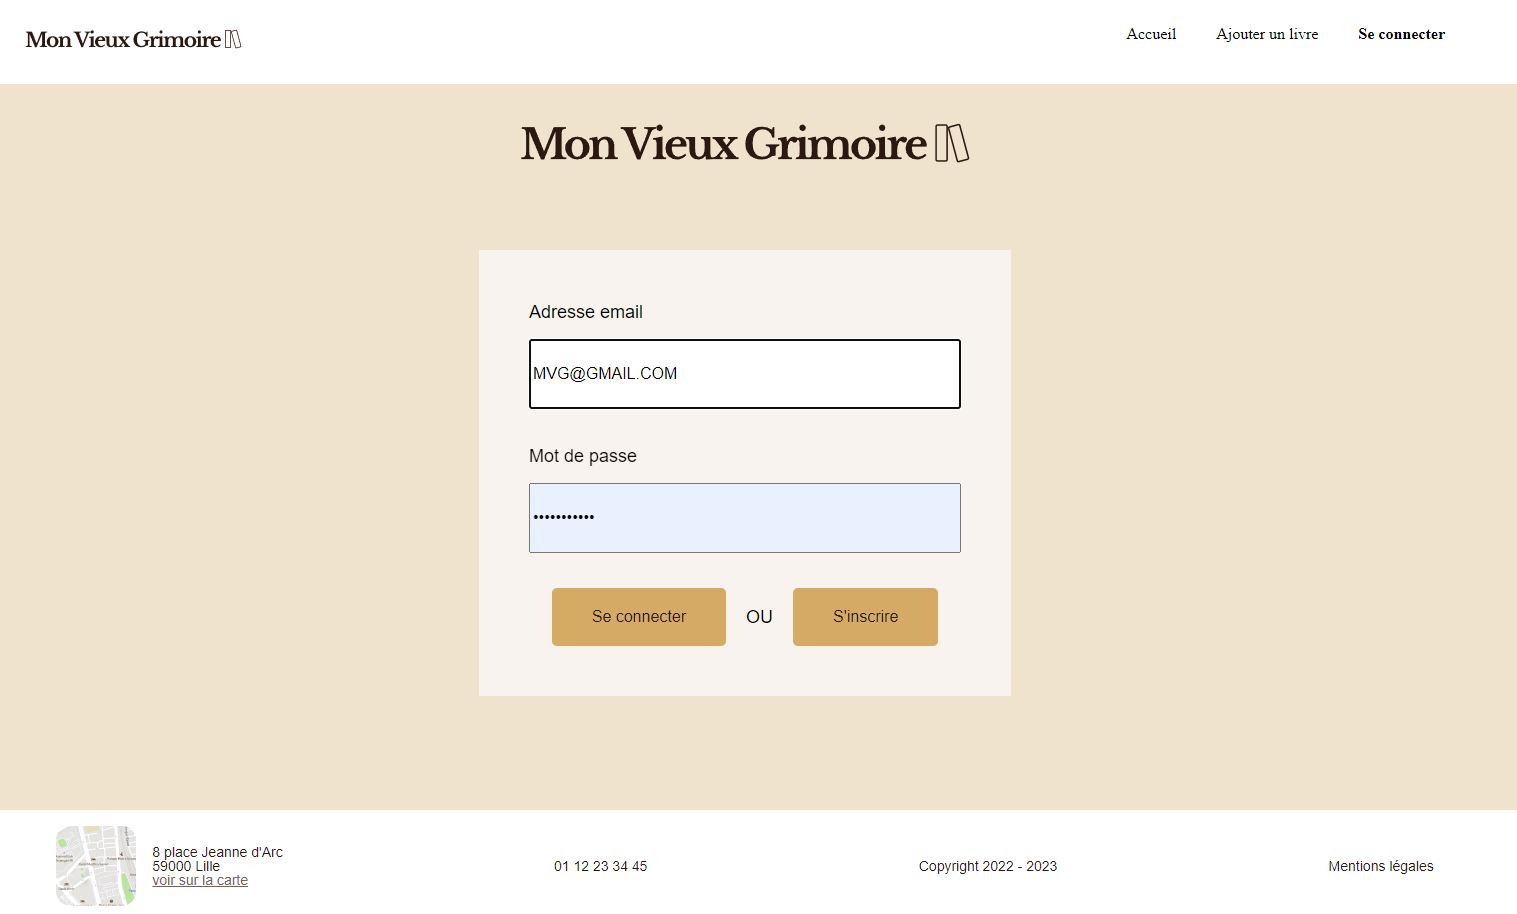 Mon Vieux Grimoire
Accueil
Ajouter un livre
Se connecter
Mon Vieux Grimoire
Adresse email
MVG@GMAIL.COM
Mot de passe
•••••••••••
Se connecter
OU
S'inscrire
8 place Jeanne d'Arc
59000 Lille
voir sur la carte
01 12 23 34 45
Copyright 2022 - 2023
Mentions légales